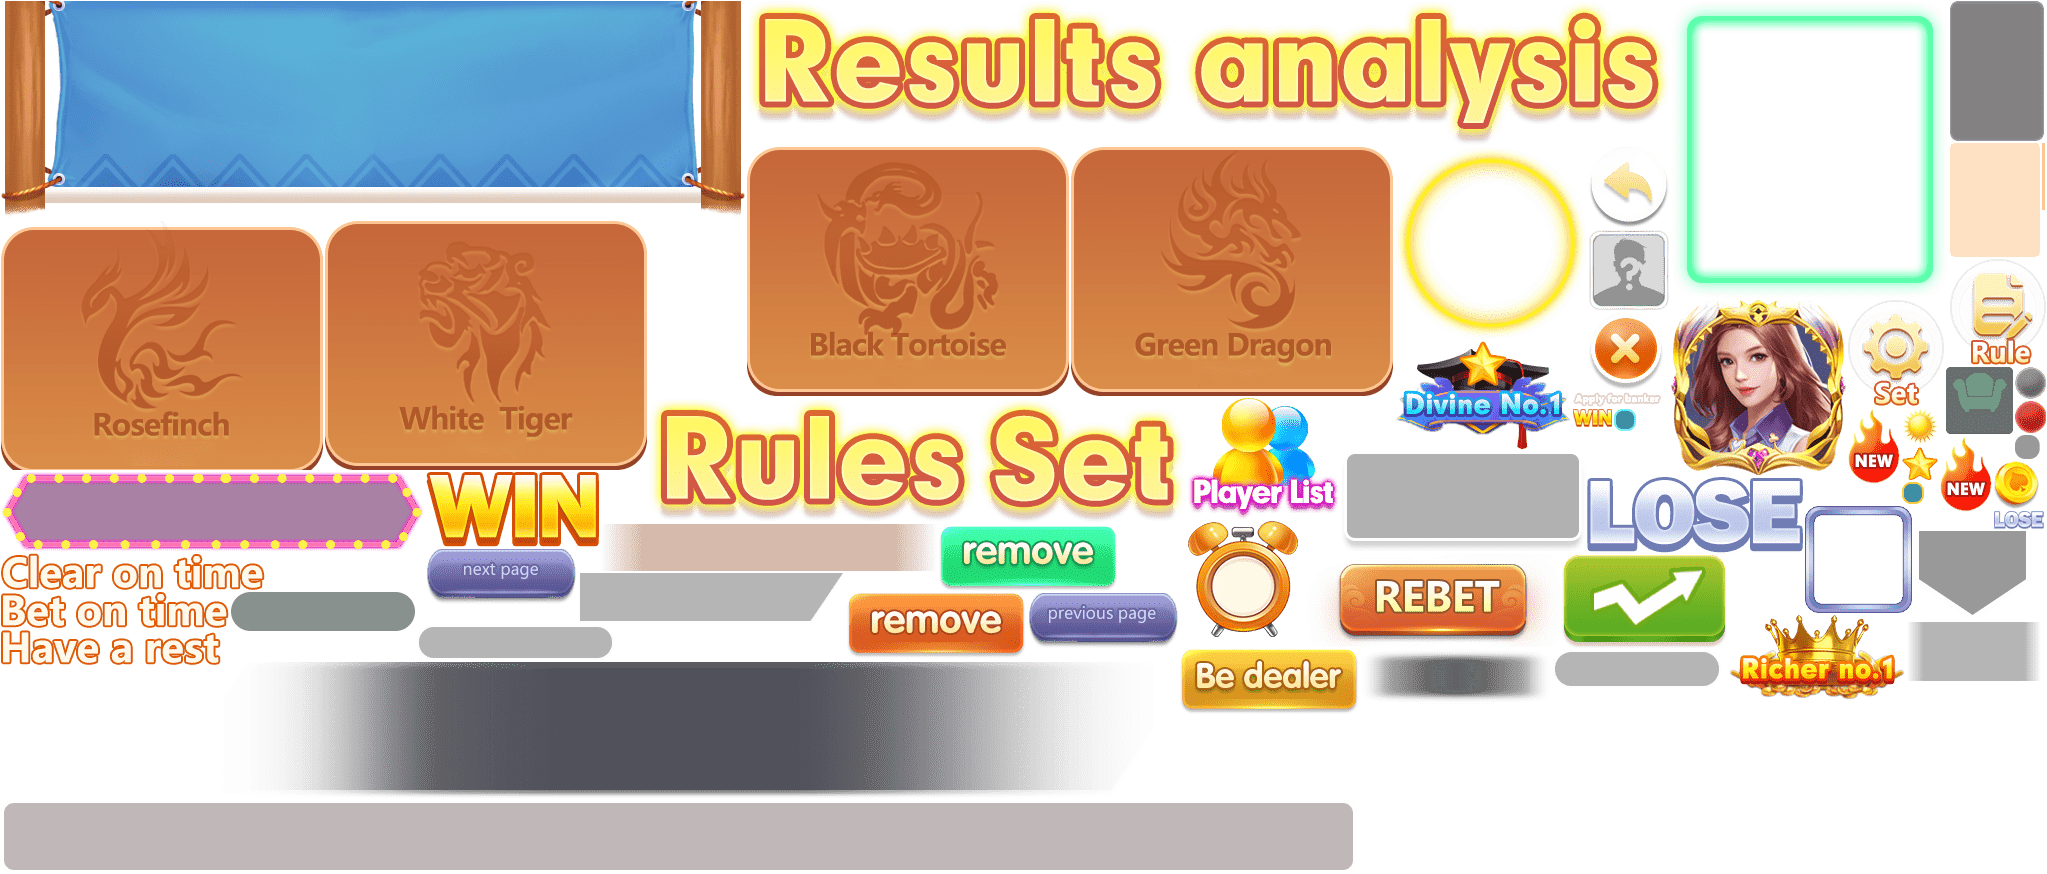 Results analysis
Black Tortoise
Green Dragon
Rosefinch
White Tiger
Rules Set
Divine No.1
Apply for banker
WIN
Rule
Set
NEW
NEW
Player List
WIN
LOSE
LOSE
Clear on time
Bet on time
Have a rest
next page
remove
remove
previous page
REBET
Be dealer
Richer no.1